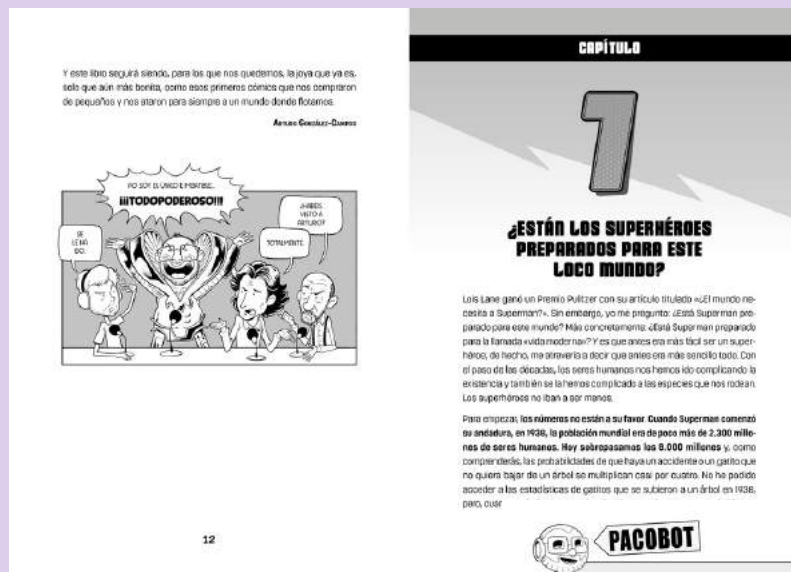 Y este libro seguirá siendo, para los que nos quedemos, la joya que ya es,
solo que aún más bonita, como esos primeros cómics que nos compraron
de pequeños y nos ataron para siempre a un mundo donde flotamos.
Arturo González-Campos
YO SOY EL ÚNICO E IMBATIBLE...
¡¡¡TODOPODEROSO!!!
SE
LE HA
IDO.
TOTALMENTE.
¿HABÉIS
VISTO A
ARTURO?
12
CAPÍTULO
1
¿ESTÁN LOS SUPERHÉROES
PREPARADOS PARA ESTE
LOCO MUNDO?
Lois Lane ganó un Premio Pulitzer con su artículo titulado «¿El mundo ne-
cesita a Superman?». Sin embargo, yo me pregunto: ¿Está Superman pre-
parado para este mundo? Más concretamente: ¿Está Superman preparado
para la llamada «vida moderna»? Y es que antes era más fácil ser un super-
héroe, de hecho, me atrevería a decir que antes era más sencillo todo. Con
el paso de las décadas, los seres humanos nos hemos ido complicando la
existencia y también se la hemos complicado a las especies que nos rodean.
Los superhéroes no iban a ser menos.
Para empezar, los números no están a su favor. Cuando Superman comenzó
su andadura, en 1938, la población mundial era de poco más de 2.300 millo-
nes de seres humanos. Hoy sobrepasamos los 8.000 millones y, como
comprenderás, las probabilidades de que haya un accidente o un gatito que
no quiera bajar de un árbol se multiplican casi por cuatro. No he podido
acceder a las estadísticas de gatitos que se subieron a un árbol en 1938,
pero, cuar
PACOBOT